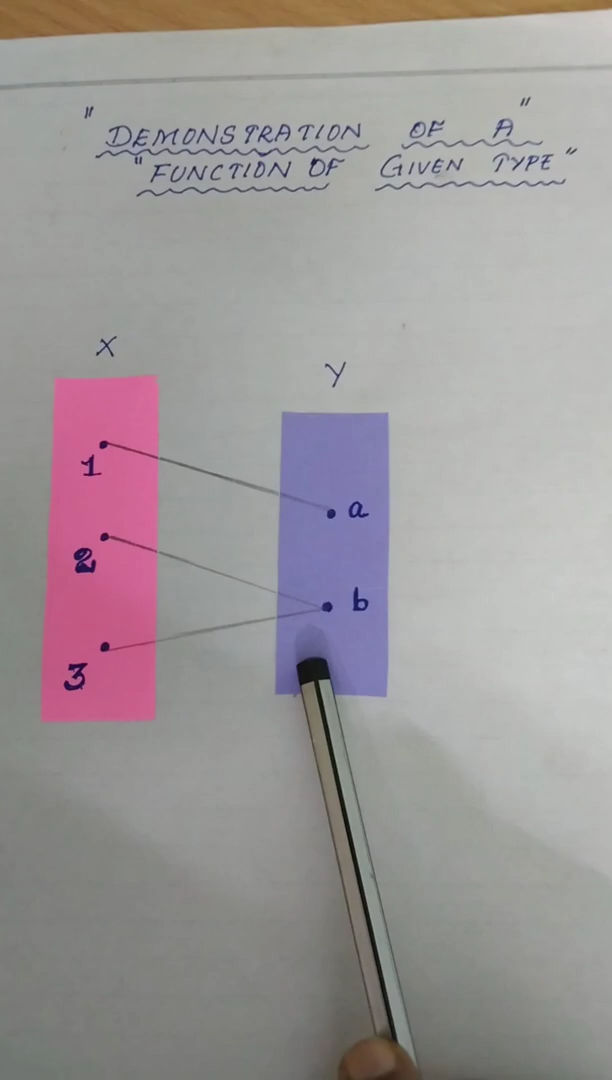 "DEMONSTRATION OF A"
"FUNCTION OF GIVEN TYPE"
X
Y
1
a
2
b
3